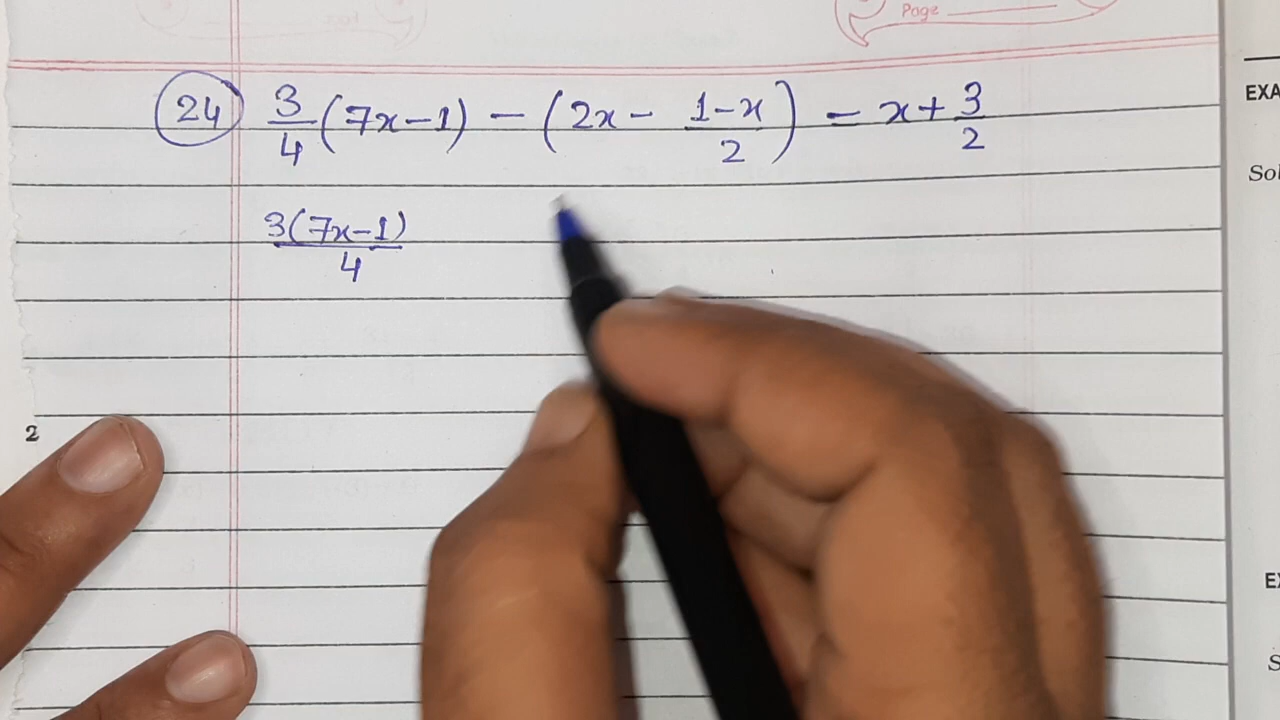 Page
24 3/4 (7x-1) - (2x - 1-x/2) = x + 3/2
3(7x-1)/4
2
EXA
Sol
EX
S